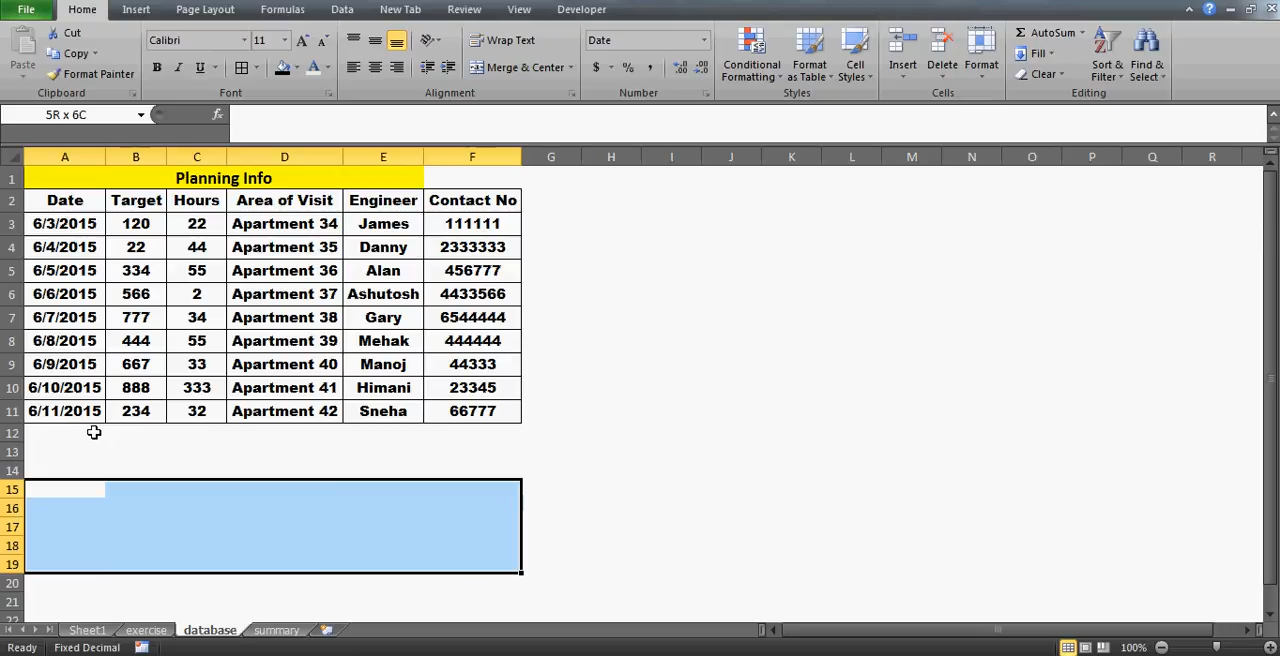 File Home Insert Page Layout Formulas Data New Tab Review View Developer
Paste Cut Copy Format Painter Clipboard
Calibri 11 B I U Font
Wrap Text Merge & Center Alignment
Date $ % , Number
Conditional Formatting Format as Table Cell Styles Styles
Insert Delete Format Cells
Σ AutoSum Fill Clear Sort & Filter Find & Select Editing
5R x 6C fx
A B C D E F G H I J K L M N O P Q R
1 Planning Info
2 Date Target Hours Area of Visit Engineer Contact No
3 6/3/2015 120 22 Apartment 34 James 111111
4 6/4/2015 22 44 Apartment 35 Danny 2333333
5 6/5/2015 334 55 Apartment 36 Alan 456777
6 6/6/2015 566 2 Apartment 37 Ashutosh 4433566
7 6/7/2015 777 34 Apartment 38 Gary 6544444
8 6/8/2015 444 55 Apartment 39 Mehak 444444
9 6/9/2015 667 33 Apartment 40 Manoj 44333
10 6/10/2015 888 333 Apartment 41 Himani 23345
11 6/11/2015 234 32 Apartment 42 Sneha 66777
12
13
14
15
16
17
18
19
20
21
22
Sheet1 exercise database summary
Ready Fixed Decimal 100%